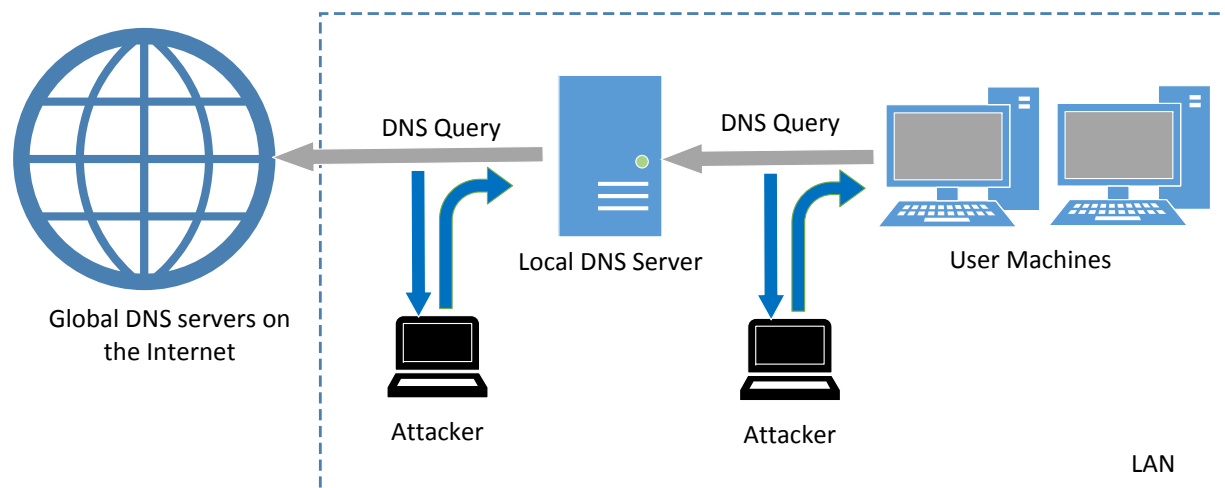 DNS Query
DNS Query
Local DNS Server
User Machines
Global DNS servers on
the Internet
Attacker
Attacker
LAN